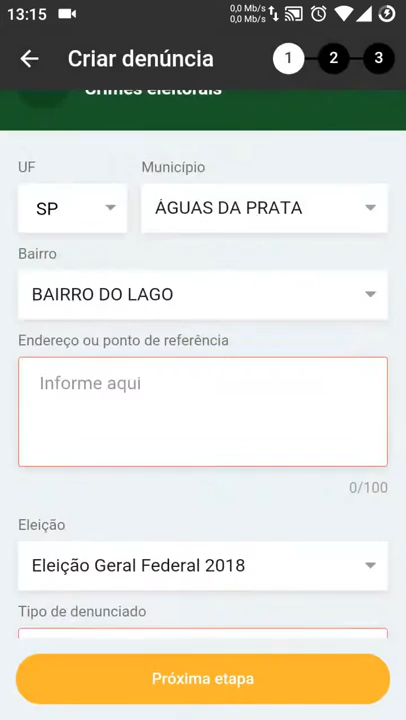 13:15
0,0 Mb/s
0,0 Mb/s
Criar denúncia
1
2
3
Crimes eleitorais
UF
Município
SP
ÁGUAS DA PRATA
Bairro
BAIRRO DO LAGO
Endereço ou ponto de referência
Informe aqui
0/100
Eleição
Eleição Geral Federal 2018
Tipo de denunciado
Próxima etapa